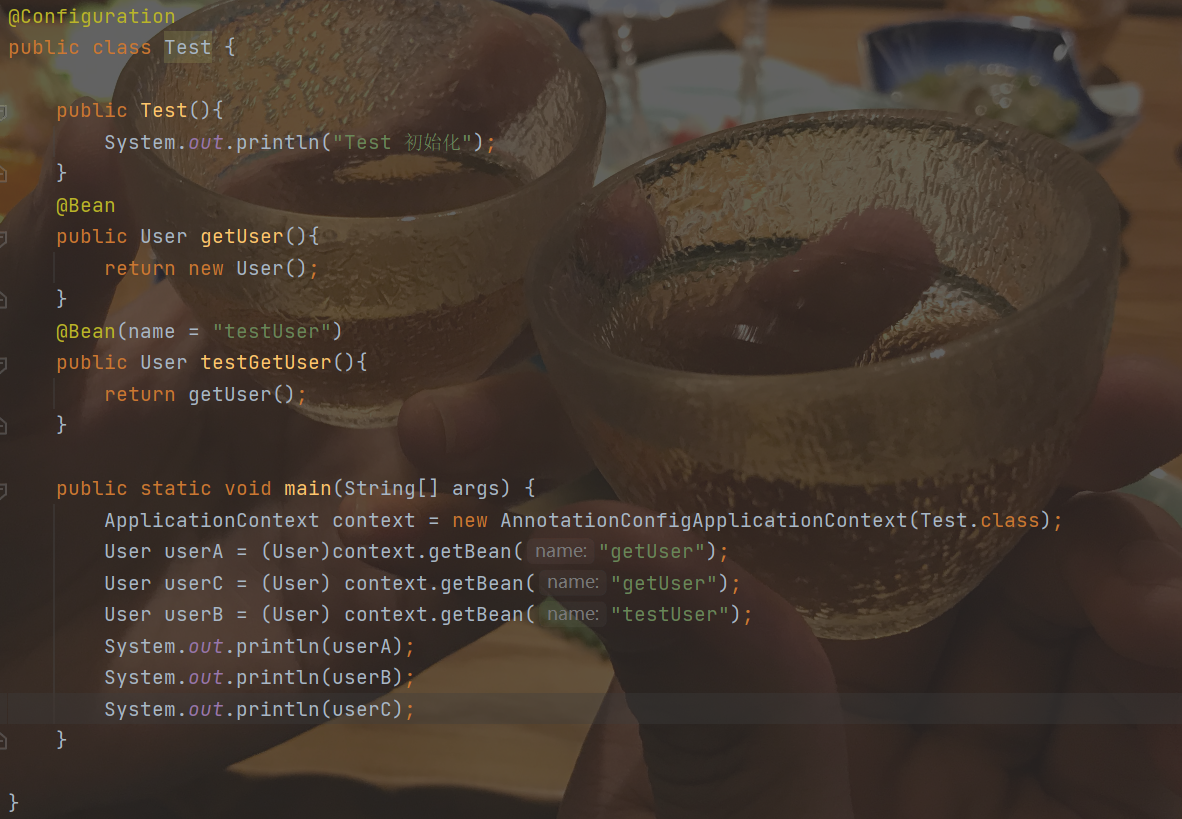 @Configuration
public class Test {
public Test(){
System.out.println("Test 初始化");
}
@Bean
public User getUser(){
return new User();
}
@Bean(name = "testUser")
public User testGetUser(){
return getUser();
}
public static void main(String[] args) {
ApplicationContext context = new AnnotationConfigApplicationContext(Test.class);
User userA = (User)context.getBean( name: "getUser");
User userC = (User) context.getBean( name: "getUser");
User userB = (User) context.getBean( name: "testUser");
System.out.println(userA);
System.out.println(userB);
System.out.println(userC);
}
}